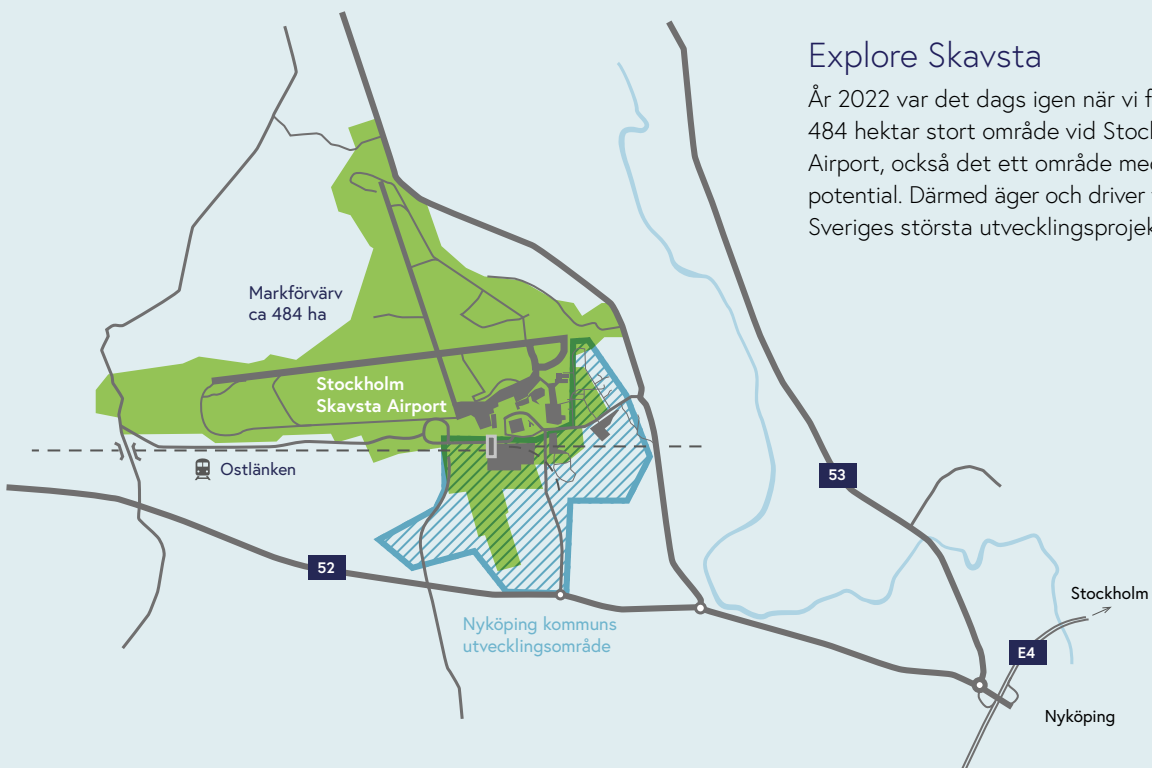 Explore Skavsta
År 2022 var det dags igen när vi f
484 hektar stort område vid Stock
Airport, också det ett område med
potential. Därmed äger och driver
Sveriges största utvecklingsprojek
Markförvärv
ca 484 ha
Stockholm
Skavsta Airport
Ostlänken
53
52
Stockholm
Nyköping kommuns
utvecklingsområde
E4
Nyköping